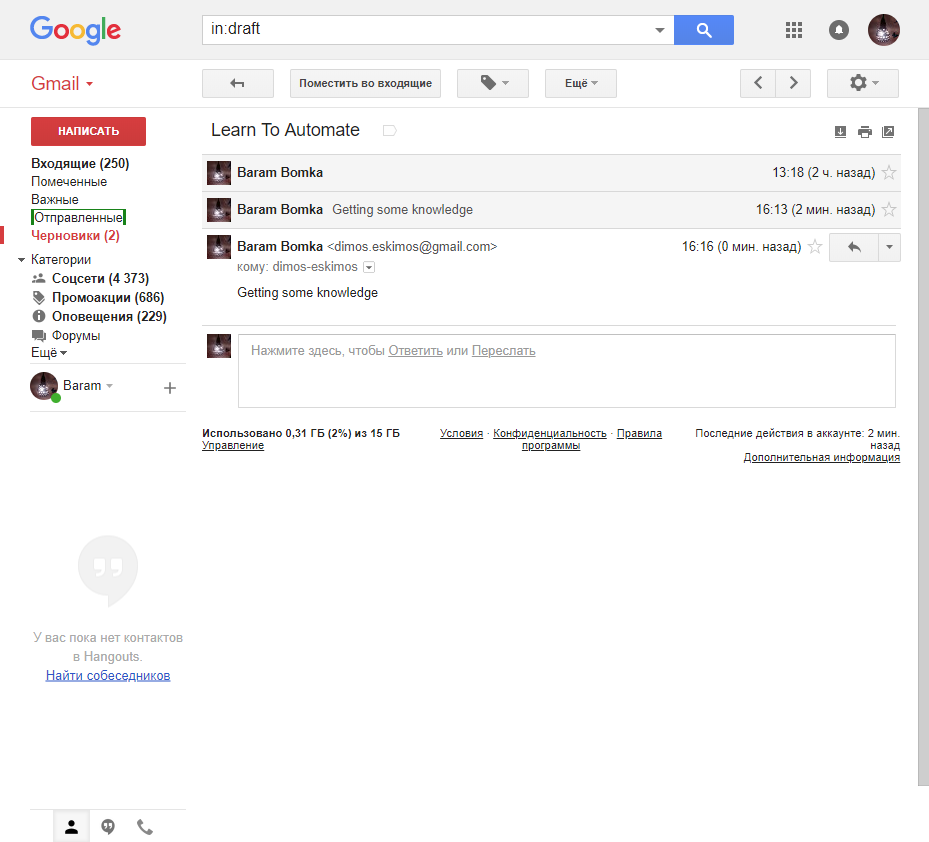 Google
in:draft
Gmail
Поместить во входящие
Ещё
НАПИСАТЬ
Входящие (250)
Помеченные
Важные
Отправленные
Черновики (2)
Категории
Соцсети (4 373)
Промоакции (686)
Оповещения (229)
Форумы
Ещё
Baram
У вас пока нет контактов
в Hangouts.
Найти собеседников
Learn To Automate
Baram Bomka 13:18 (2 ч. назад)
Baram Bomka Getting some knowledge 16:13 (2 мин. назад)
Baram Bomka <dimos.eskimos@gmail.com> 16:16 (0 мин. назад)
кому: dimos-eskimos
Getting some knowledge
Нажмите здесь, чтобы Ответить или Переслать
Использовано 0,31 ГБ (2%) из 15 ГБ
Управление
Условия · Конфиденциальность · Правила
программы
Последние действия в аккаунте: 2 мин.
назад
Дополнительная информация